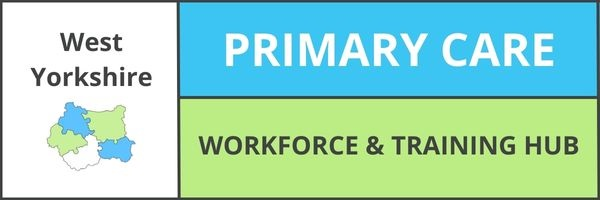 West
Yorkshire
PRIMARY CARE
WORKFORCE & TRAINING HUB